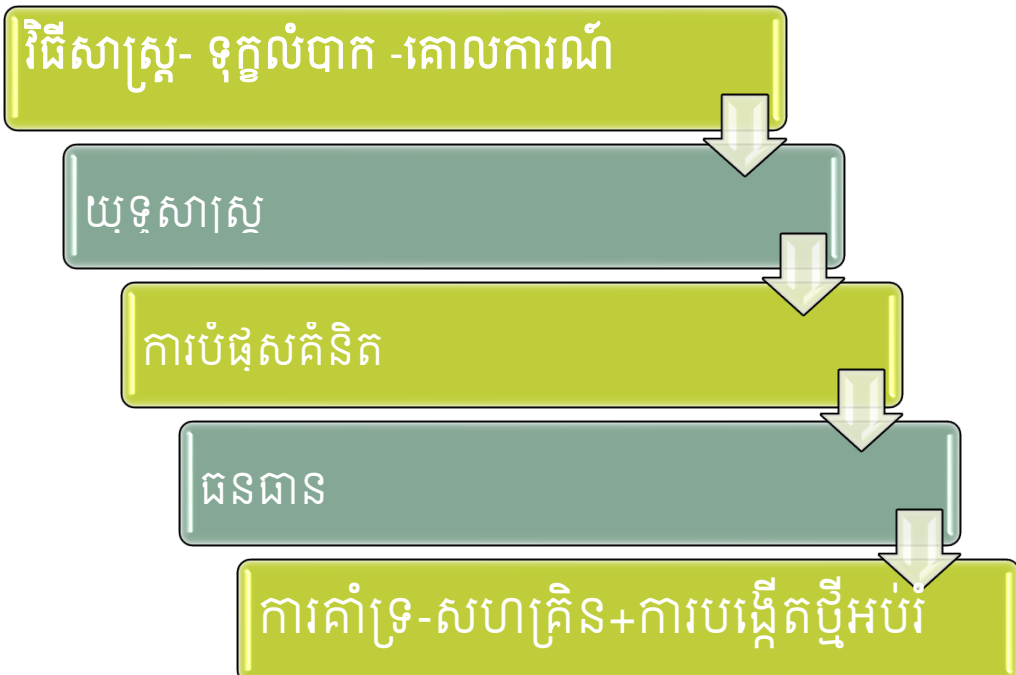 វិធីសាស្ត្រ- ទុក្ខលំបាក -គោលការណ៍
យុទ្ធសាស្ត្រ
ការបំផុសគំនិត
ធនធាន
ការគាំទ្រ-សហគ្រិន+ការបង្កើតថ្មីអប់រំ